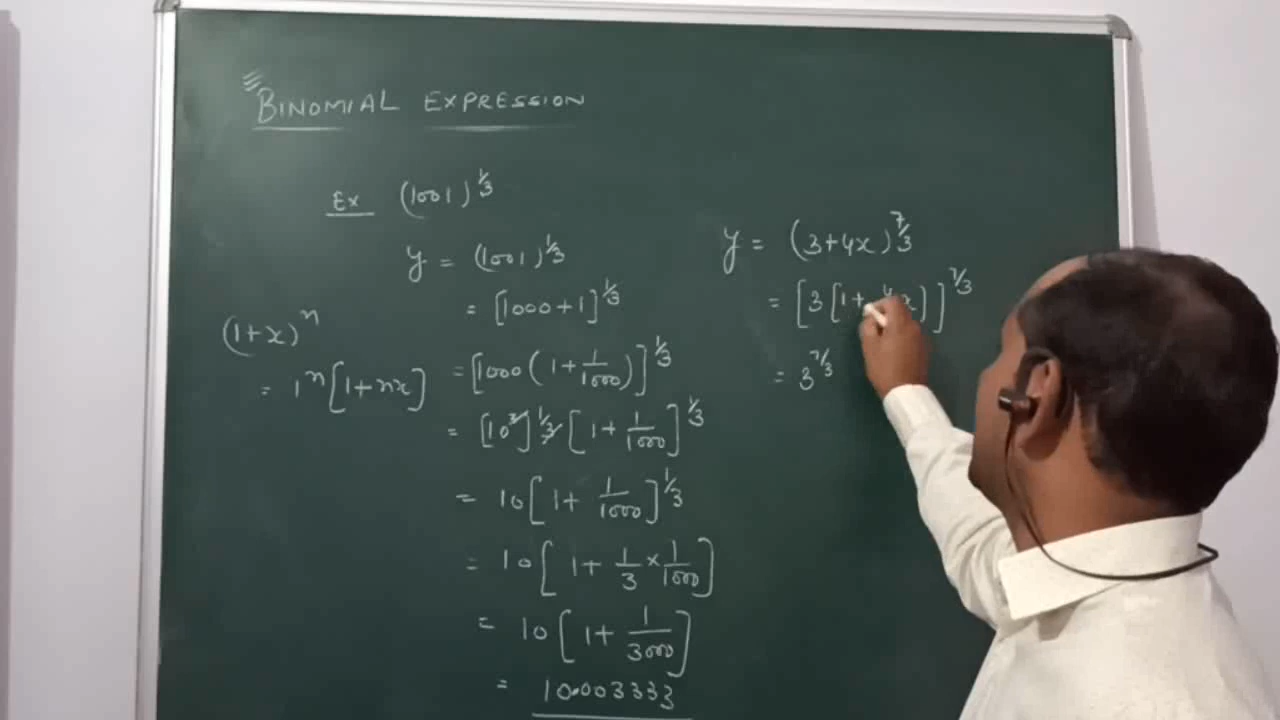 BINOMIAL EXPRESSION
Ex (1001)^1/3
y = (1001)^1/3
= [1000+1]^1/3
= [1000(1+1/1000)]^1/3
= [10^3]^1/3 [1+1/1000]^1/3
= 10[1+1/1000]^1/3
= 10[1+1/3×1/1000]
= 10[1+1/3000]
= 10.003333
(1+x)^n
= 1^n[1+nx]
y = (3+4x)^7/3
= [3[1+ x)]^7/3
= 3^7/3